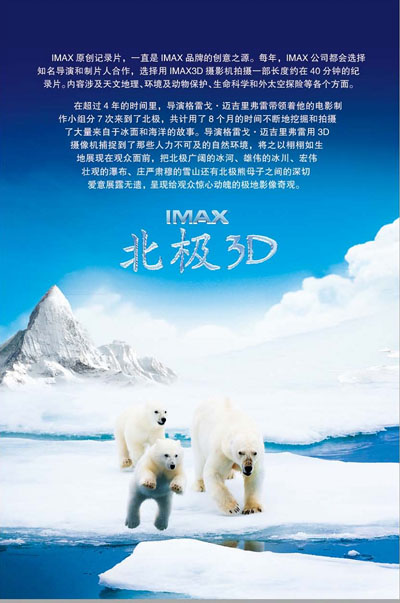 IMAX 原创记录片，一直是 IMAX 品牌的创意之源。每年，IMAX 公司都会选择
知名导演和制片人合作，选择用 IMAX3D 摄影机拍摄一部长度约在 40 分钟的纪
录片。内容涉及天文地理、环境及动物保护、生命科学和外太空探险等各个方面。
在超过 4 年的时间里，导演格雷戈·迈吉里弗雷带领着他的电影制
作小组分 7 次来到了北极，共计用了 8 个月的时间不断地挖掘和拍摄
了大量来自于冰面和海洋的故事。导演格雷戈·迈吉里弗雷用 3D
摄像机捕捉到了那些人力不可及的自然环境，将之以栩栩如生
地展现在观众面前，把北极广阔的冰河、雄伟的冰川、宏伟
壮观的瀑布、庄严肃穆的雪山还有北极熊母子之间的深切
爱意展露无遗，呈现给观众惊心动魄的极地影像奇观。
IMAX
北极 3D